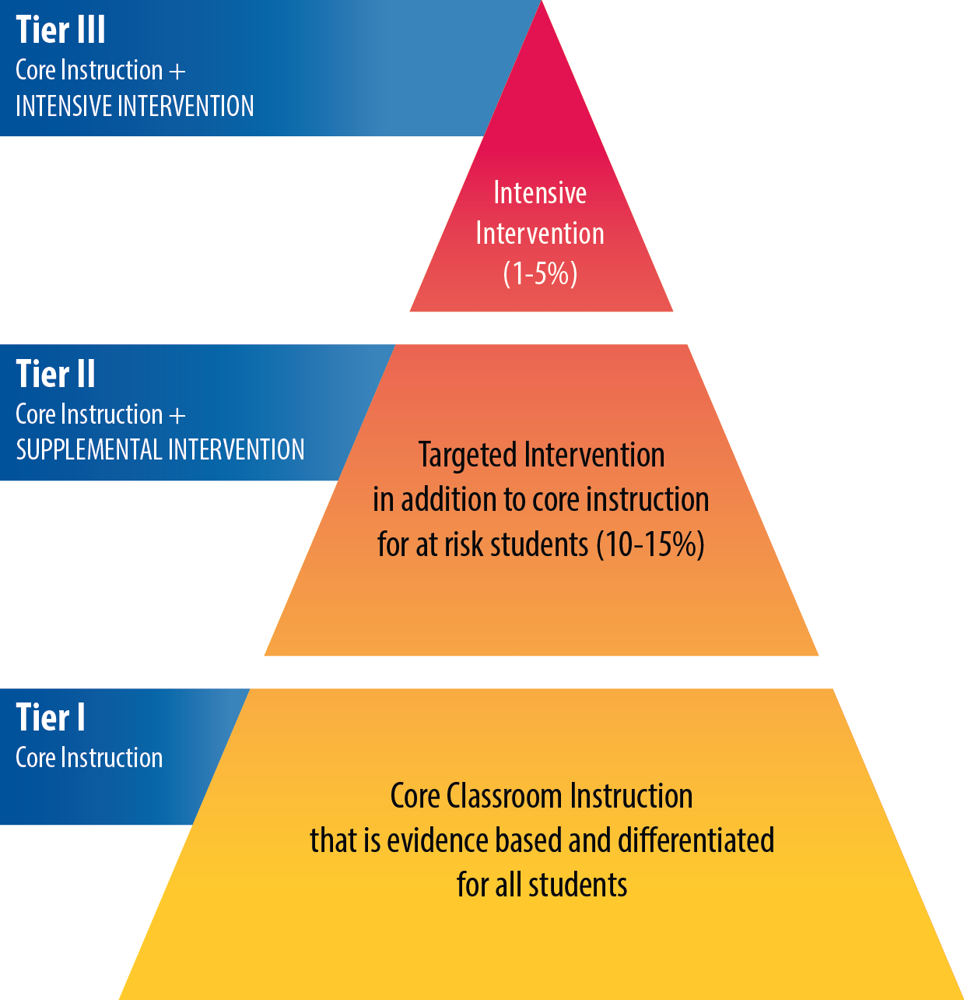 Tier III
Core Instruction +
INTENSIVE INTERVENTION
Intensive
Intervention
(1-5%)
Tier II
Core Instruction +
SUPPLEMENTAL INTERVENTION
Targeted Intervention
in addition to core instruction
for at risk students (10-15%)
Tier I
Core Instruction
Core Classroom Instruction
that is evidence based and differentiated
for all students